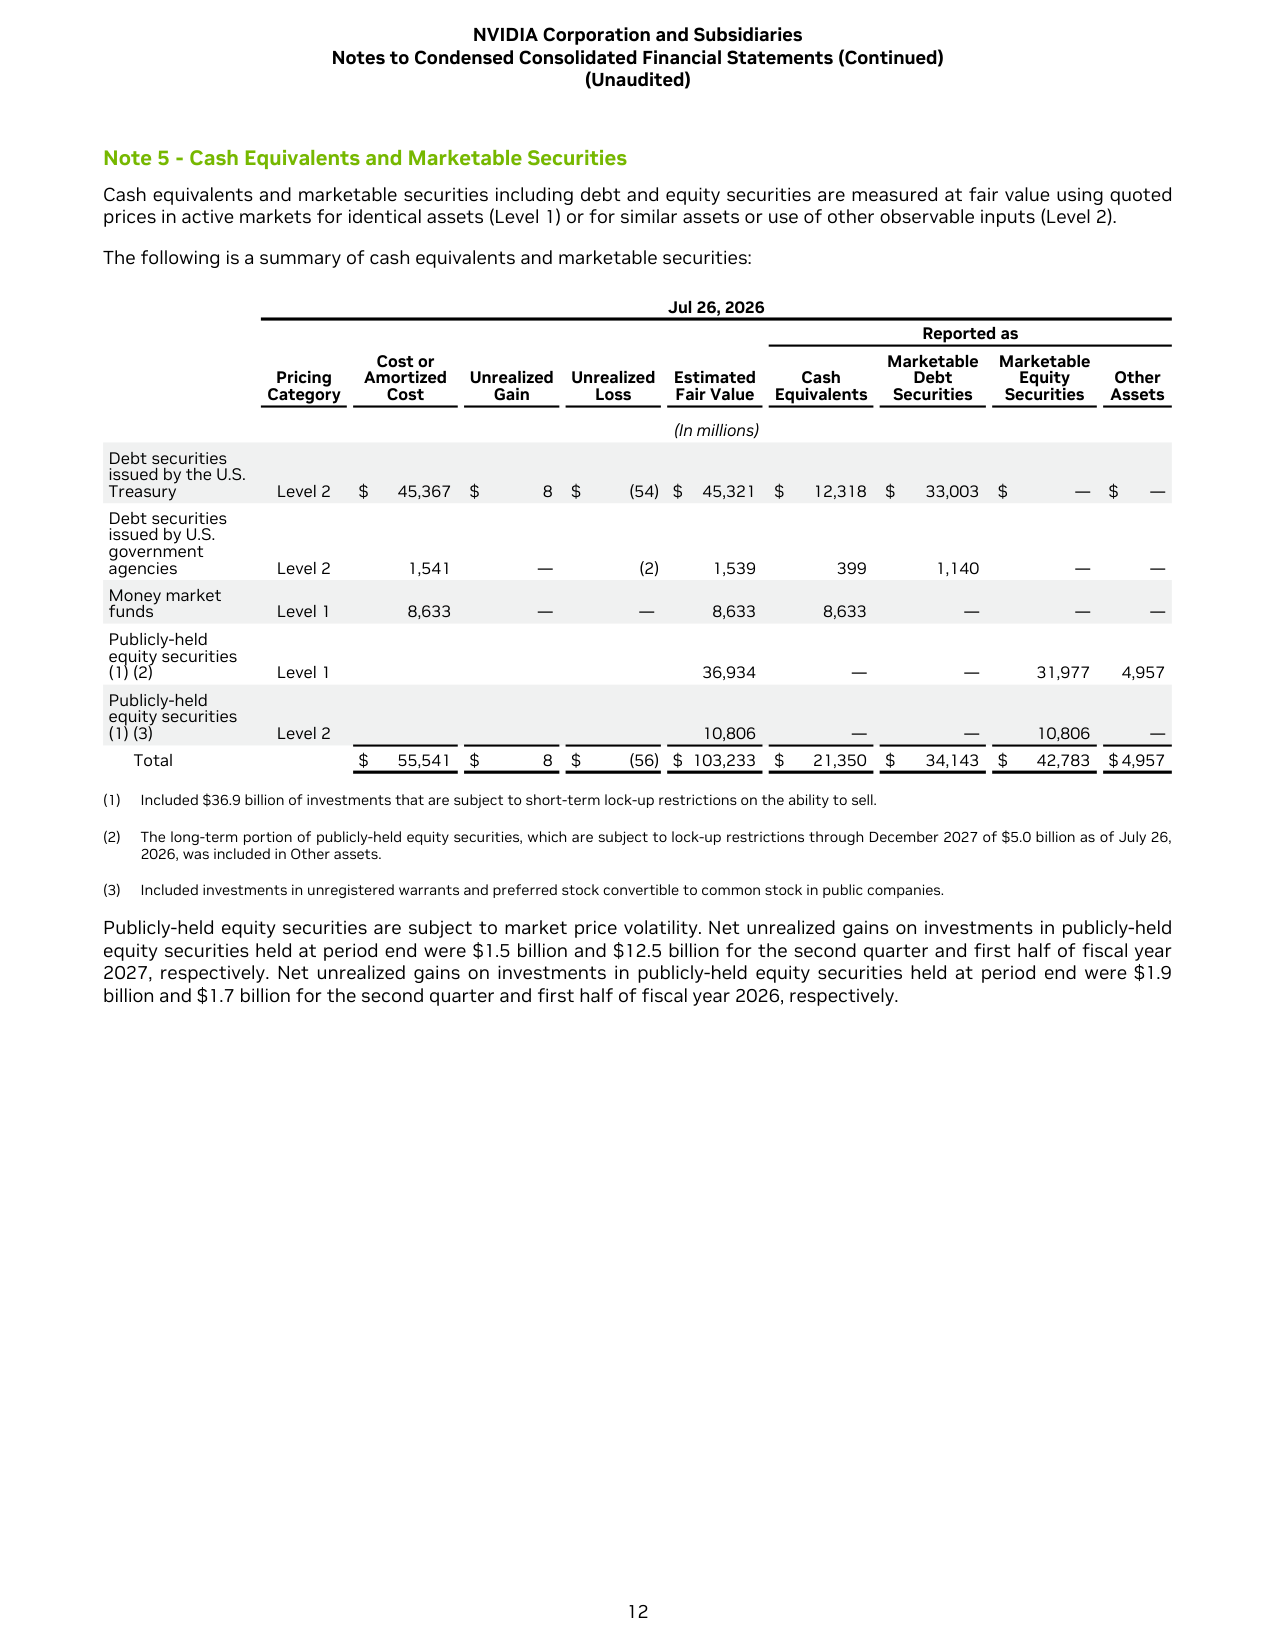 NVIDIA Corporation and Subsidiaries
Notes to Condensed Consolidated Financial Statements (Continued)
(Unaudited)
Note 5 - Cash Equivalents and Marketable Securities
Cash equivalents and marketable securities including debt and equity securities are measured at fair value using quoted
prices in active markets for identical assets (Level 1) or for similar assets or use of other observable inputs (Level 2).
The following is a summary of cash equivalents and marketable securities:
Jul 26, 2026
Reported as
Pricing Category Cost or Amortized Cost Unrealized Gain Unrealized Loss Estimated Fair Value Cash Equivalents Marketable Debt Securities Marketable Equity Securities Other Assets
(In millions)
Debt securities
issued by the U.S.
Treasury Level 2 $ 45,367 $ 8 $ (54) $ 45,321 $ 12,318 $ 33,003 $ — $ —
Debt securities
issued by U.S.
government
agencies Level 2 1,541 — (2) 1,539 399 1,140 — —
Money market
funds Level 1 8,633 — — 8,633 8,633 — — —
Publicly-held
equity securities
(1) (2) Level 1 36,934 — — 31,977 4,957
Publicly-held
equity securities
(1) (3) Level 2 10,806 — — 10,806 —
Total $ 55,541 $ 8 $ (56) $ 103,233 $ 21,350 $ 34,143 $ 42,783 $ 4,957
(1) Included $36.9 billion of investments that are subject to short-term lock-up restrictions on the ability to sell.
(2) The long-term portion of publicly-held equity securities, which are subject to lock-up restrictions through December 2027 of $5.0 billion as of July 26,
2026, was included in Other assets.
(3) Included investments in unregistered warrants and preferred stock convertible to common stock in public companies.
Publicly-held equity securities are subject to market price volatility. Net unrealized gains on investments in publicly-held
equity securities held at period end were $1.5 billion and $12.5 billion for the second quarter and first half of fiscal year
2027, respectively. Net unrealized gains on investments in publicly-held equity securities held at period end were $1.9
billion and $1.7 billion for the second quarter and first half of fiscal year 2026, respectively.
12